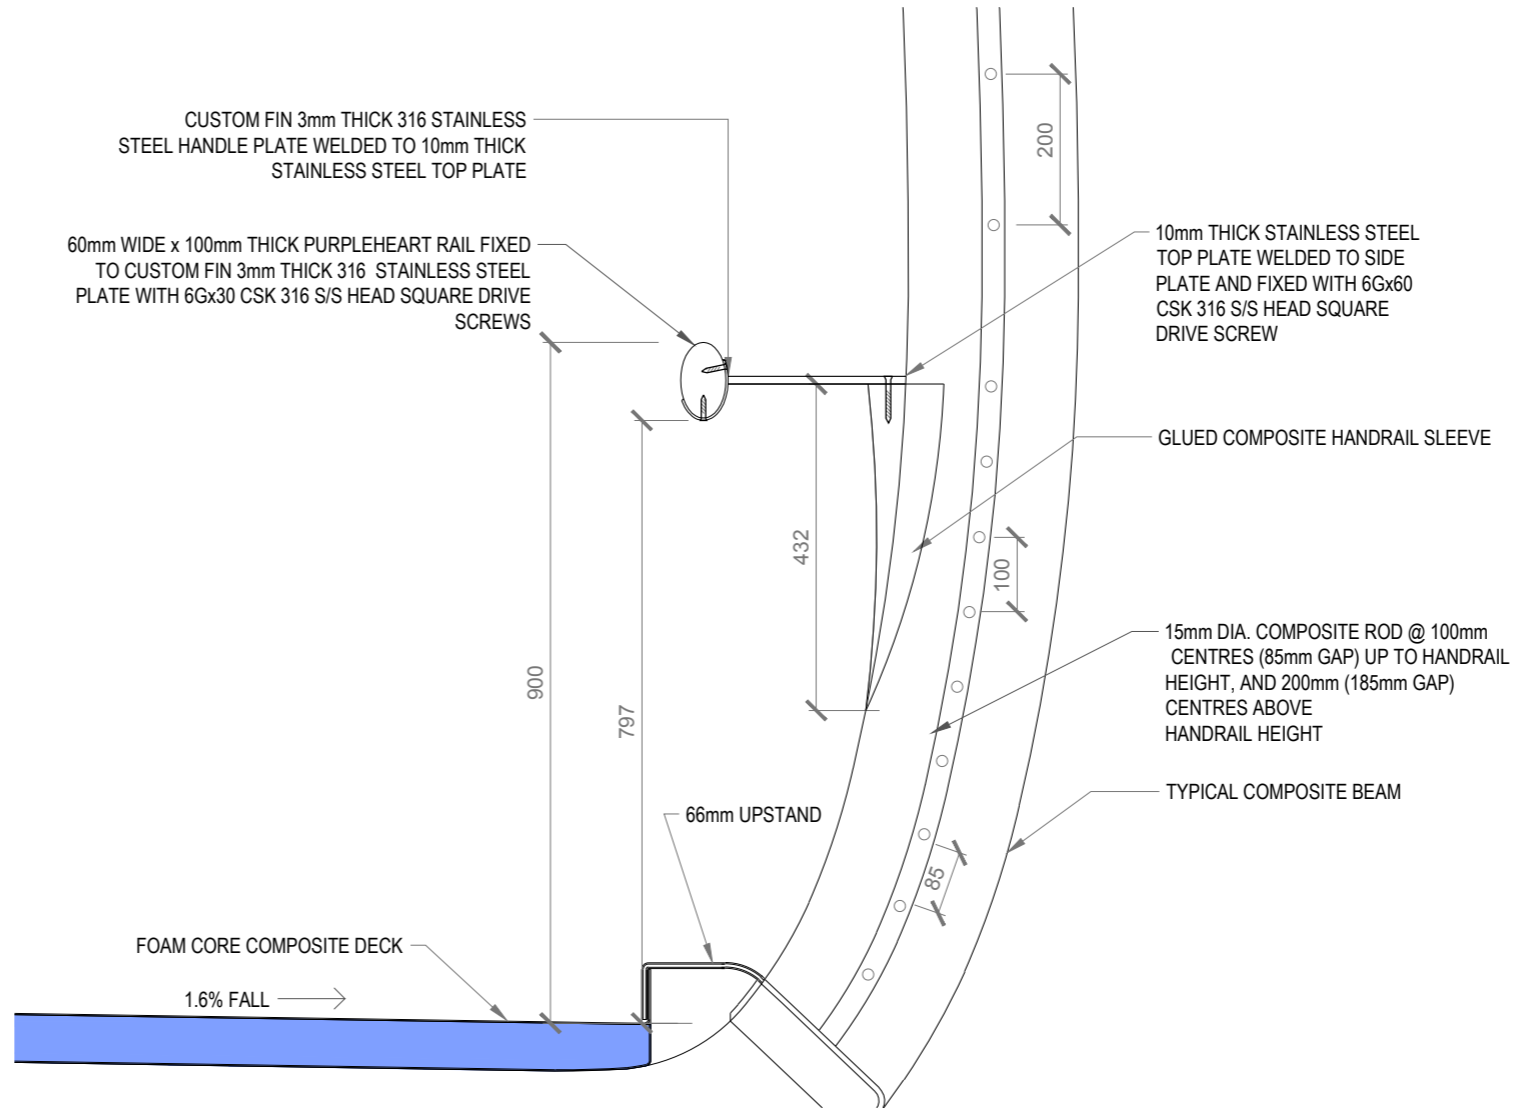 CUSTOM FIN 3mm THICK 316 STAINLESS
STEEL HANDLE PLATE WELDED TO 10mm THICK
STAINLESS STEEL TOP PLATE
60mm WIDE x 100mm THICK PURPLEHEART RAIL FIXED
TO CUSTOM FIN 3mm THICK 316 STAINLESS STEEL
PLATE WITH 6Gx30 CSK 316 S/S HEAD SQUARE DRIVE
SCREWS
200
10mm THICK STAINLESS STEEL
TOP PLATE WELDED TO SIDE
PLATE AND FIXED WITH 6Gx60
CSK 316 S/S HEAD SQUARE
DRIVE SCREW
GLUED COMPOSITE HANDRAIL SLEEVE
432
100
15mm DIA. COMPOSITE ROD @ 100mm
CENTRES (85mm GAP) UP TO HANDRAIL
HEIGHT, AND 200mm (185mm GAP)
CENTRES ABOVE
HANDRAIL HEIGHT
900
797
TYPICAL COMPOSITE BEAM
66mm UPSTAND
85
FOAM CORE COMPOSITE DECK
1.6% FALL